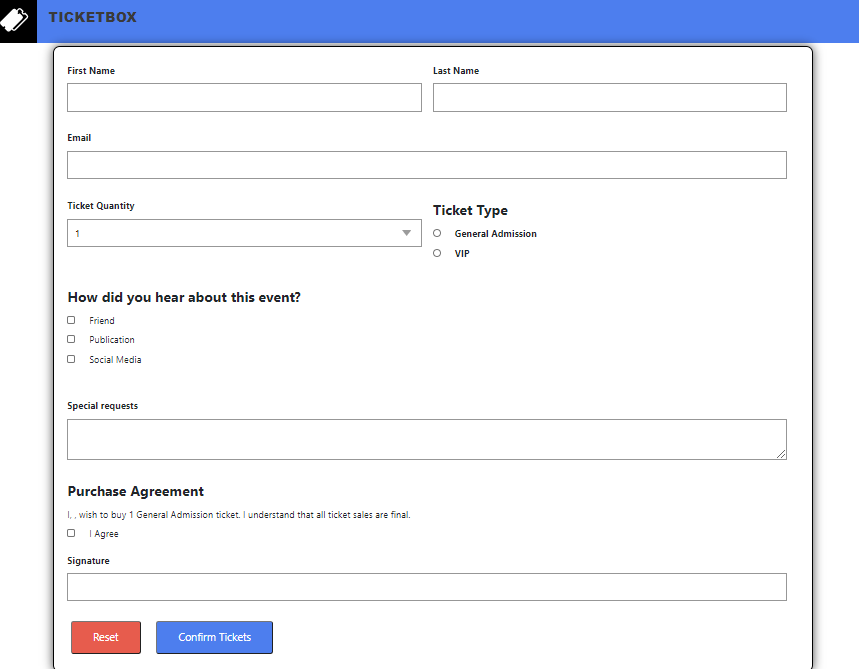 TICKETBOX
First Name
Last Name
Email
Ticket Quantity
1
Ticket Type
General Admission
VIP
How did you hear about this event?
Friend
Publication
Social Media
Special requests
Purchase Agreement
I, , wish to buy 1 General Admission ticket. I understand that all ticket sales are final.
I Agree
Signature
Reset
Confirm Tickets